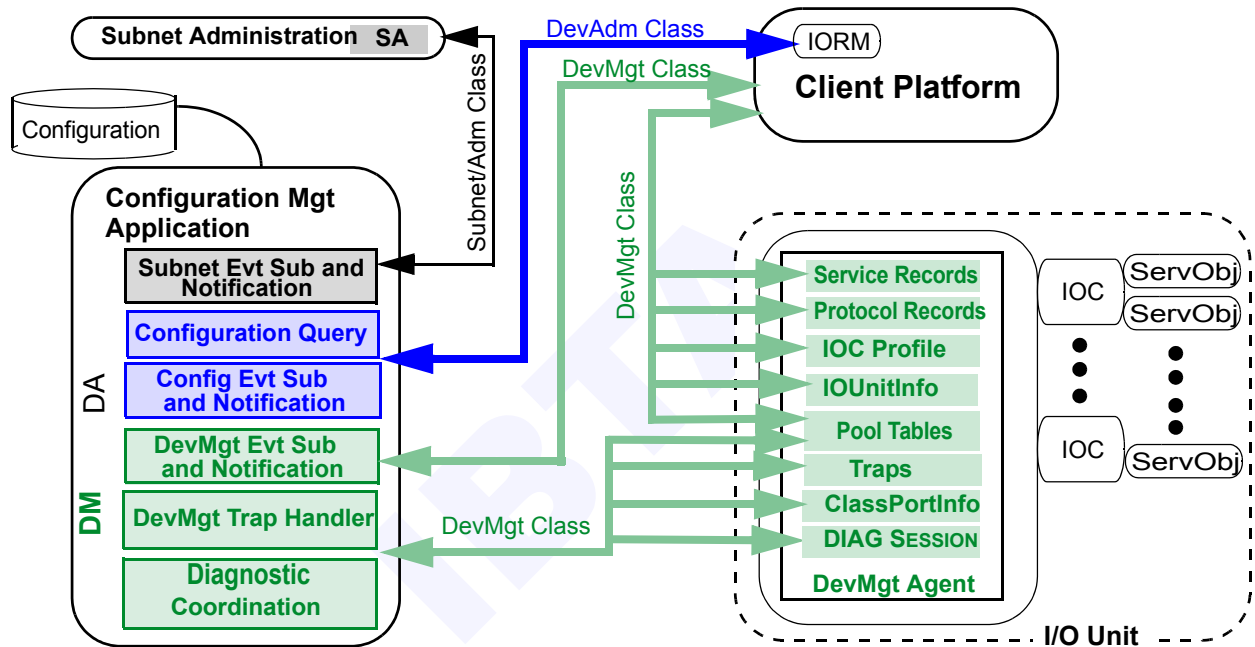 Subnet Administration SA
DevAdm Class
IORM
Client Platform
DevMgt Class
Configuration
Subnet/Adm Class
DevMgt Class
Configuration Mgt
Application
Subnet Evt Sub and
Notification
Configuration Query
Config Evt Sub
and Notification
DA
DevMgt Evt Sub
and Notification
DevMgt Trap Handler
DM
Diagnostic
Coordination
DevMgt Class
Service Records
Protocol Records
IOC Profile
IOUnitInfo
Pool Tables
Traps
ClassPortInfo
DIAG SESSION
DevMgt Agent
IOC
ServObj
ServObj
IOC
ServObj
I/O Unit
IBTA